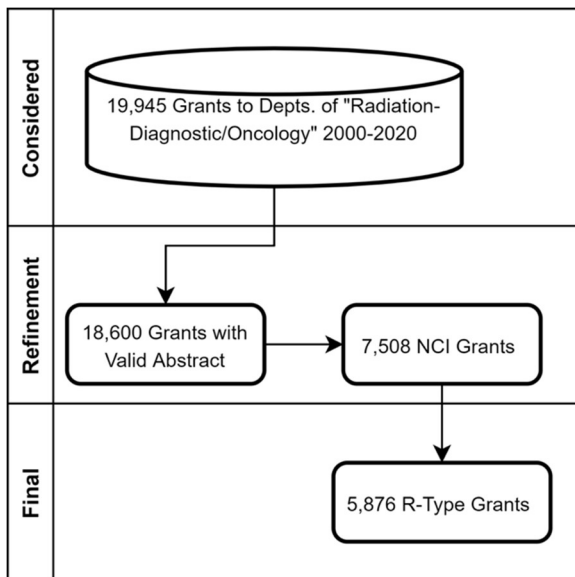 Considered
19,945 Grants to Depts. of "Radiation-
Diagnostic/Oncology" 2000-2020
Refinement
18,600 Grants with
Valid Abstract
7,508 NCI Grants
Final
5,876 R-Type Grants